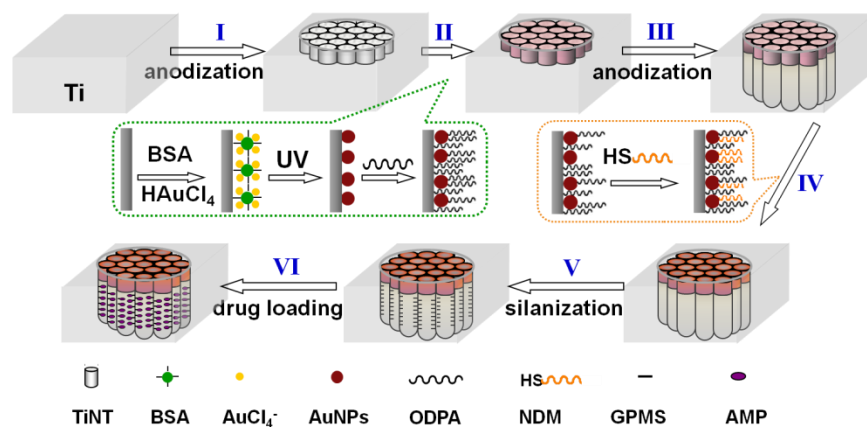 I II III
anodization anodization
Ti
BSA UV HS
HAuCl₄
IV
VI V
drug loading silanization
HS
TiNT BSA AuCl₄⁻ AuNPs ODPA NDM GPMS AMP